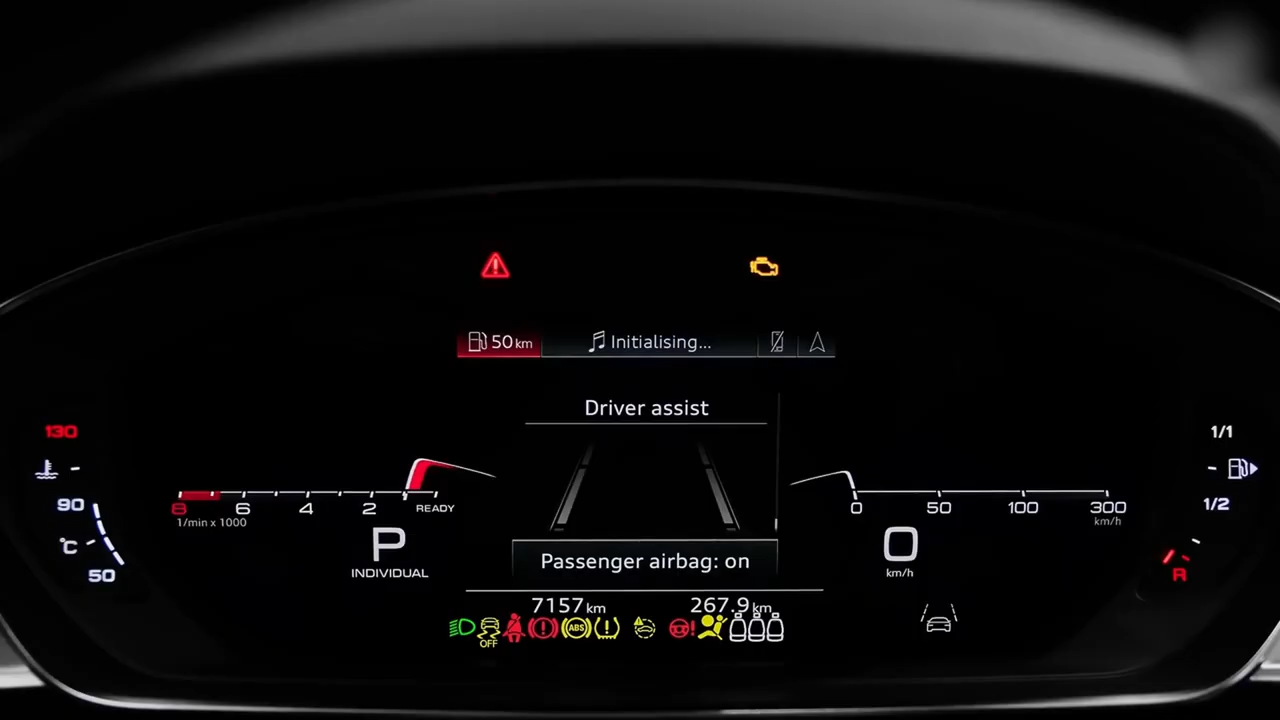 50 km
Initialising...
Driver assist
130
90
°C
50
8 6 4 2 READY
1/min x 1000
P
INDIVIDUAL
Passenger airbag: on
0 50 100 300
km/h
0
km/h
1/1
1/2
R
7157 km
267.9 km
OFF
ABS